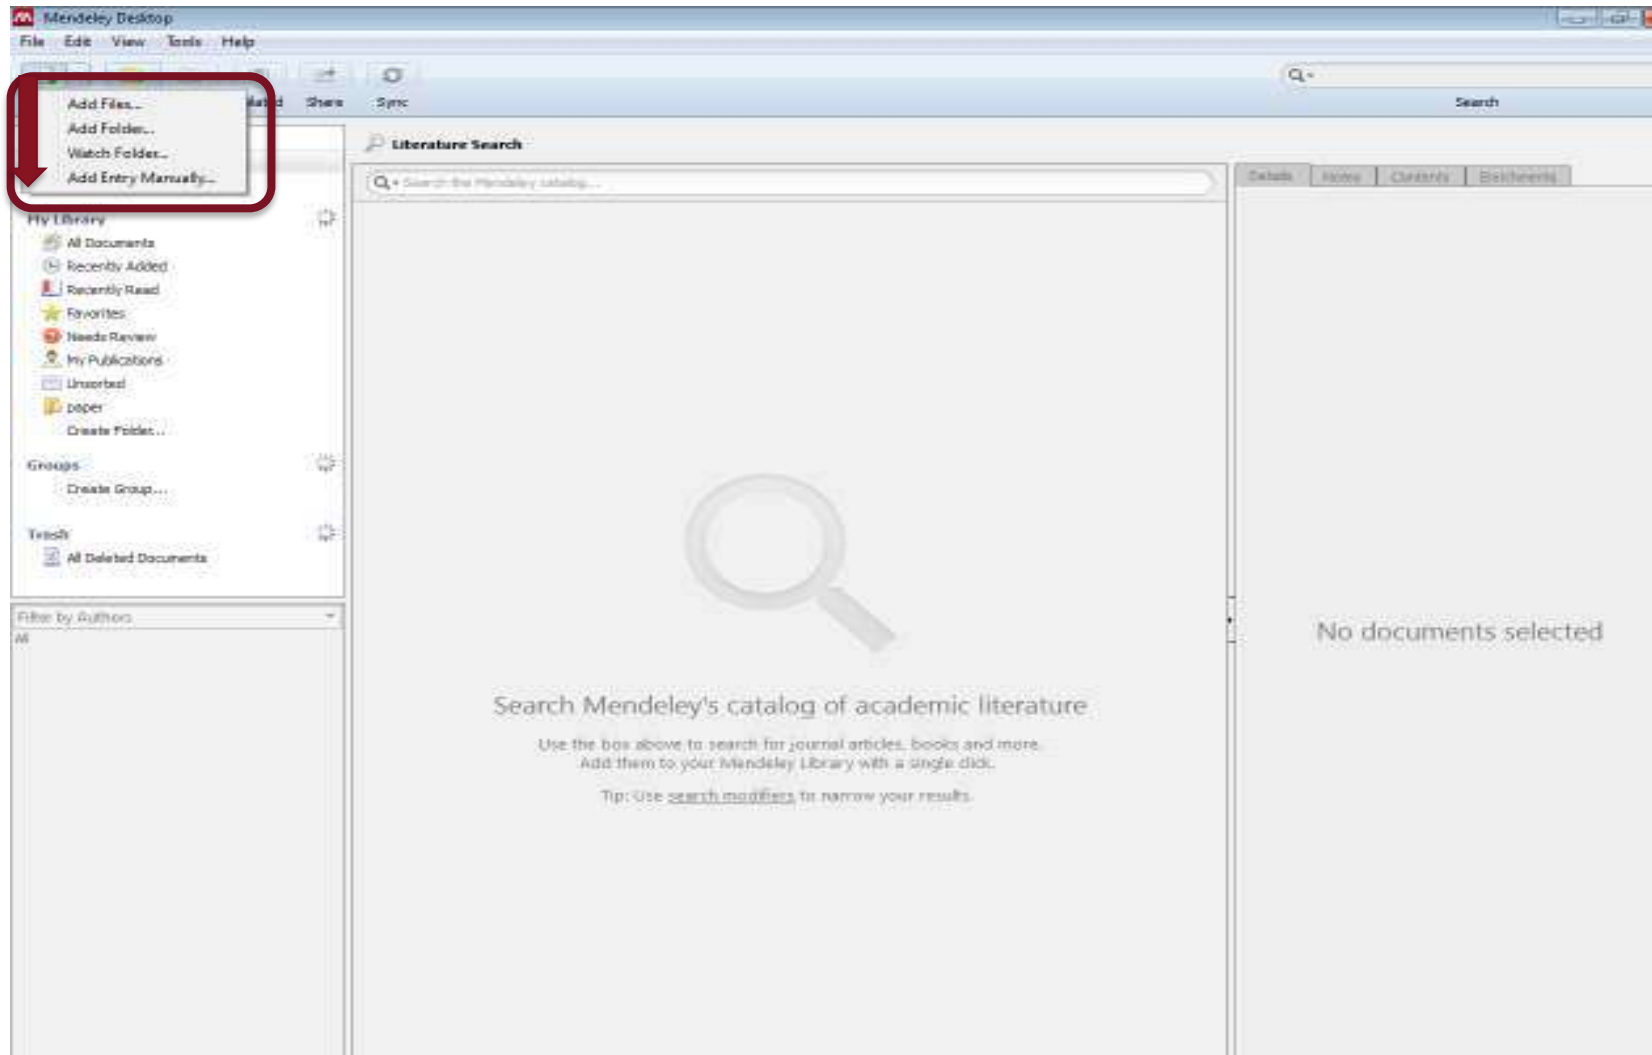 Mendeley Desktop
File Edit View Tools Help
Share Sync Search
Add Files...
Add Folder...
Watch Folder...
Add Entry Manually...
Literature Search
Search the Mendeley catalog...
Details Notes Contents
My Library
All Documents
Recently Added
Recently Read
Favorites
Needs Review
My Publications
Unsorted
paper
Create Folder...
Groups
Create Group...
Trash
All Deleted Documents
Filter by Authors
All
Search Mendeley's catalog of academic literature
Use the box above to search for journal articles, books and more.
Add them to your Mendeley Library with a single click.
Tip: Use search modifiers to narrow your results.
No documents selected